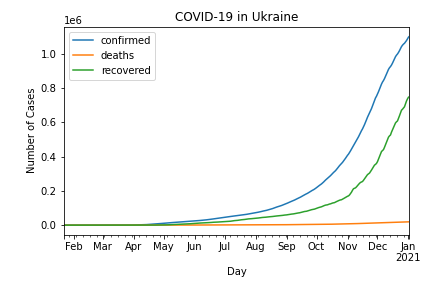 COVID-19 in Ukraine
1e6
confirmed
deaths
recovered
Number of Cases
1.0
0.8
0.6
0.4
0.2
0.0
Feb Mar Apr May Jun Jul Aug Sep Oct Nov Dec Jan
2021
Day